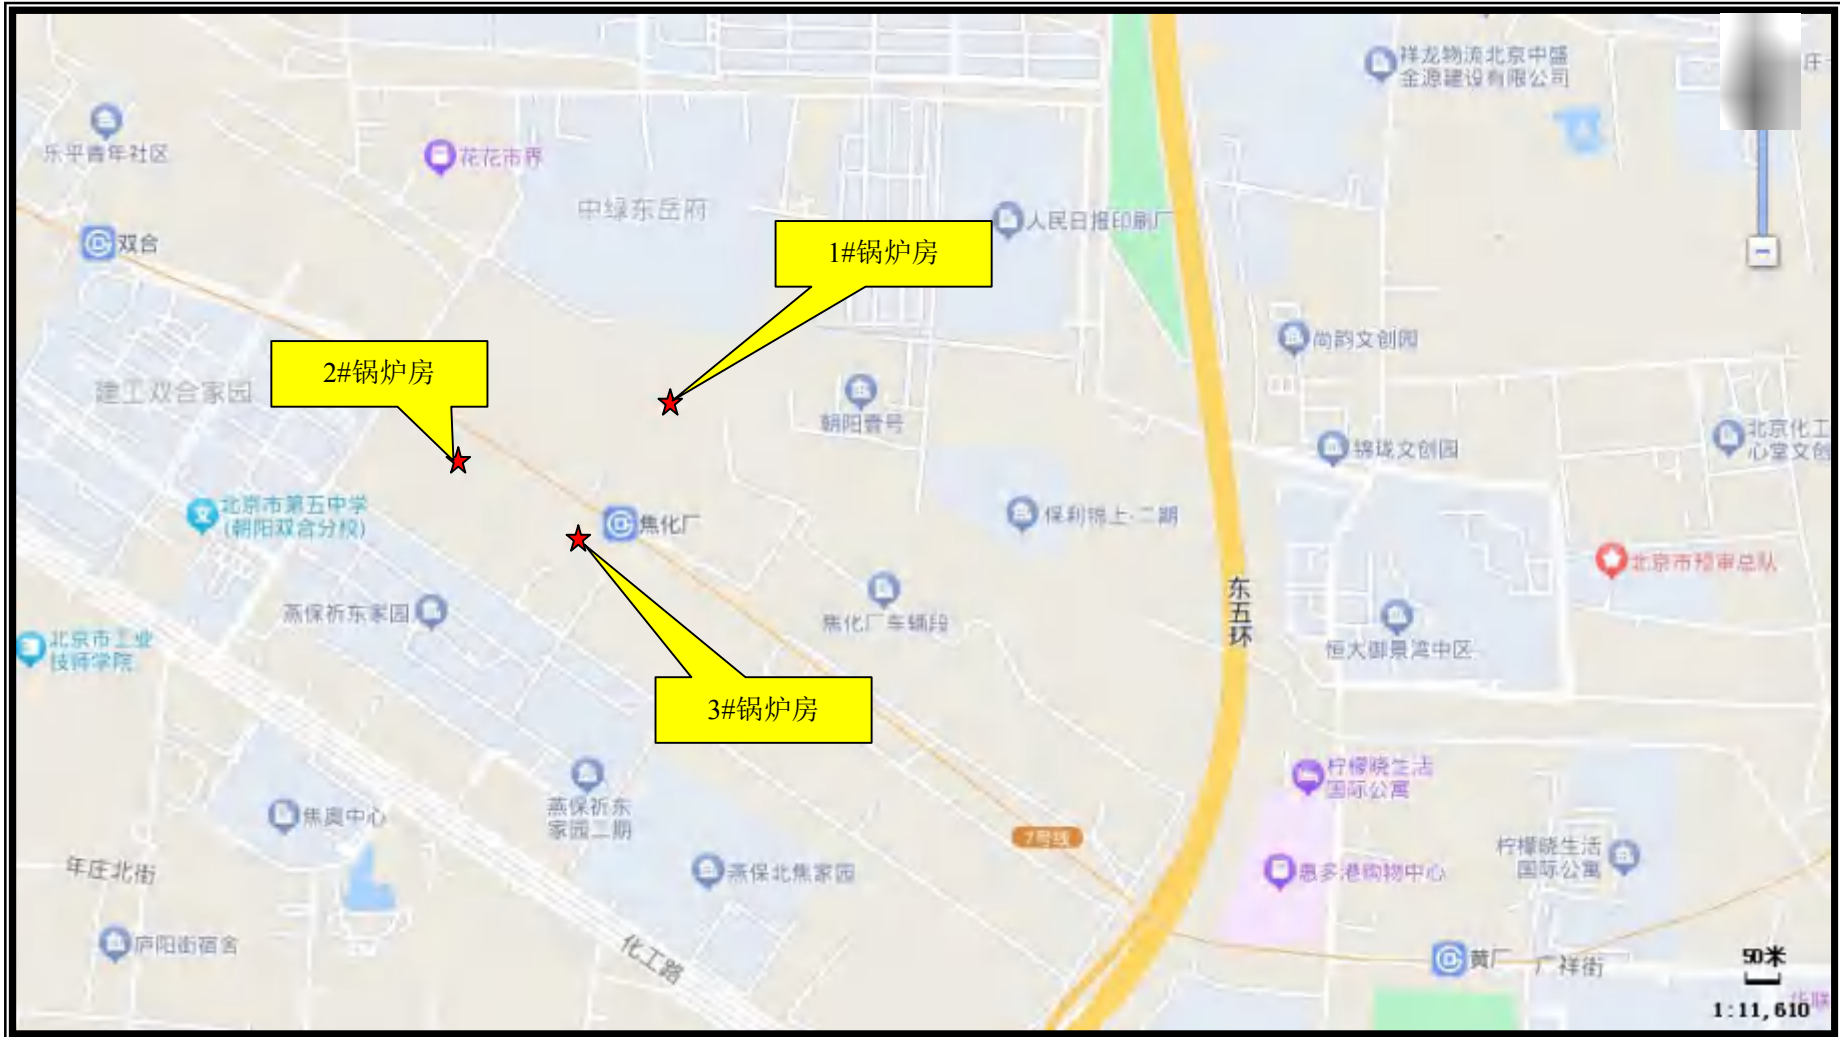 祥龙物流北京中盛
金源建设有限公司
庄
乐平青年社区
花花市界
中绿东岳府
人民日报印刷厂
双合
1#锅炉房
尚韵文创园
2#锅炉房
建工双合家园
朝阳壹号
锦珑文创园
北京化工
心堂文创
北京市第五中学
(朝阳双合分校)
焦化厂
保利锦上·二期
北京市预审总队
东五环
燕保祈东家园
焦化厂车辆段
北京市工业
技师学院
恒大御景湾中区
3#锅炉房
柠檬晓生活
国际公寓
燕保祈东
家园二期
焦奥中心
7号线
柠檬晓生活
国际公寓
年庄北街
燕保北焦家园
惠多港购物中心
庐阳街宿舍
化工路
黄厂
广祥街
50米
华联
1:11,610